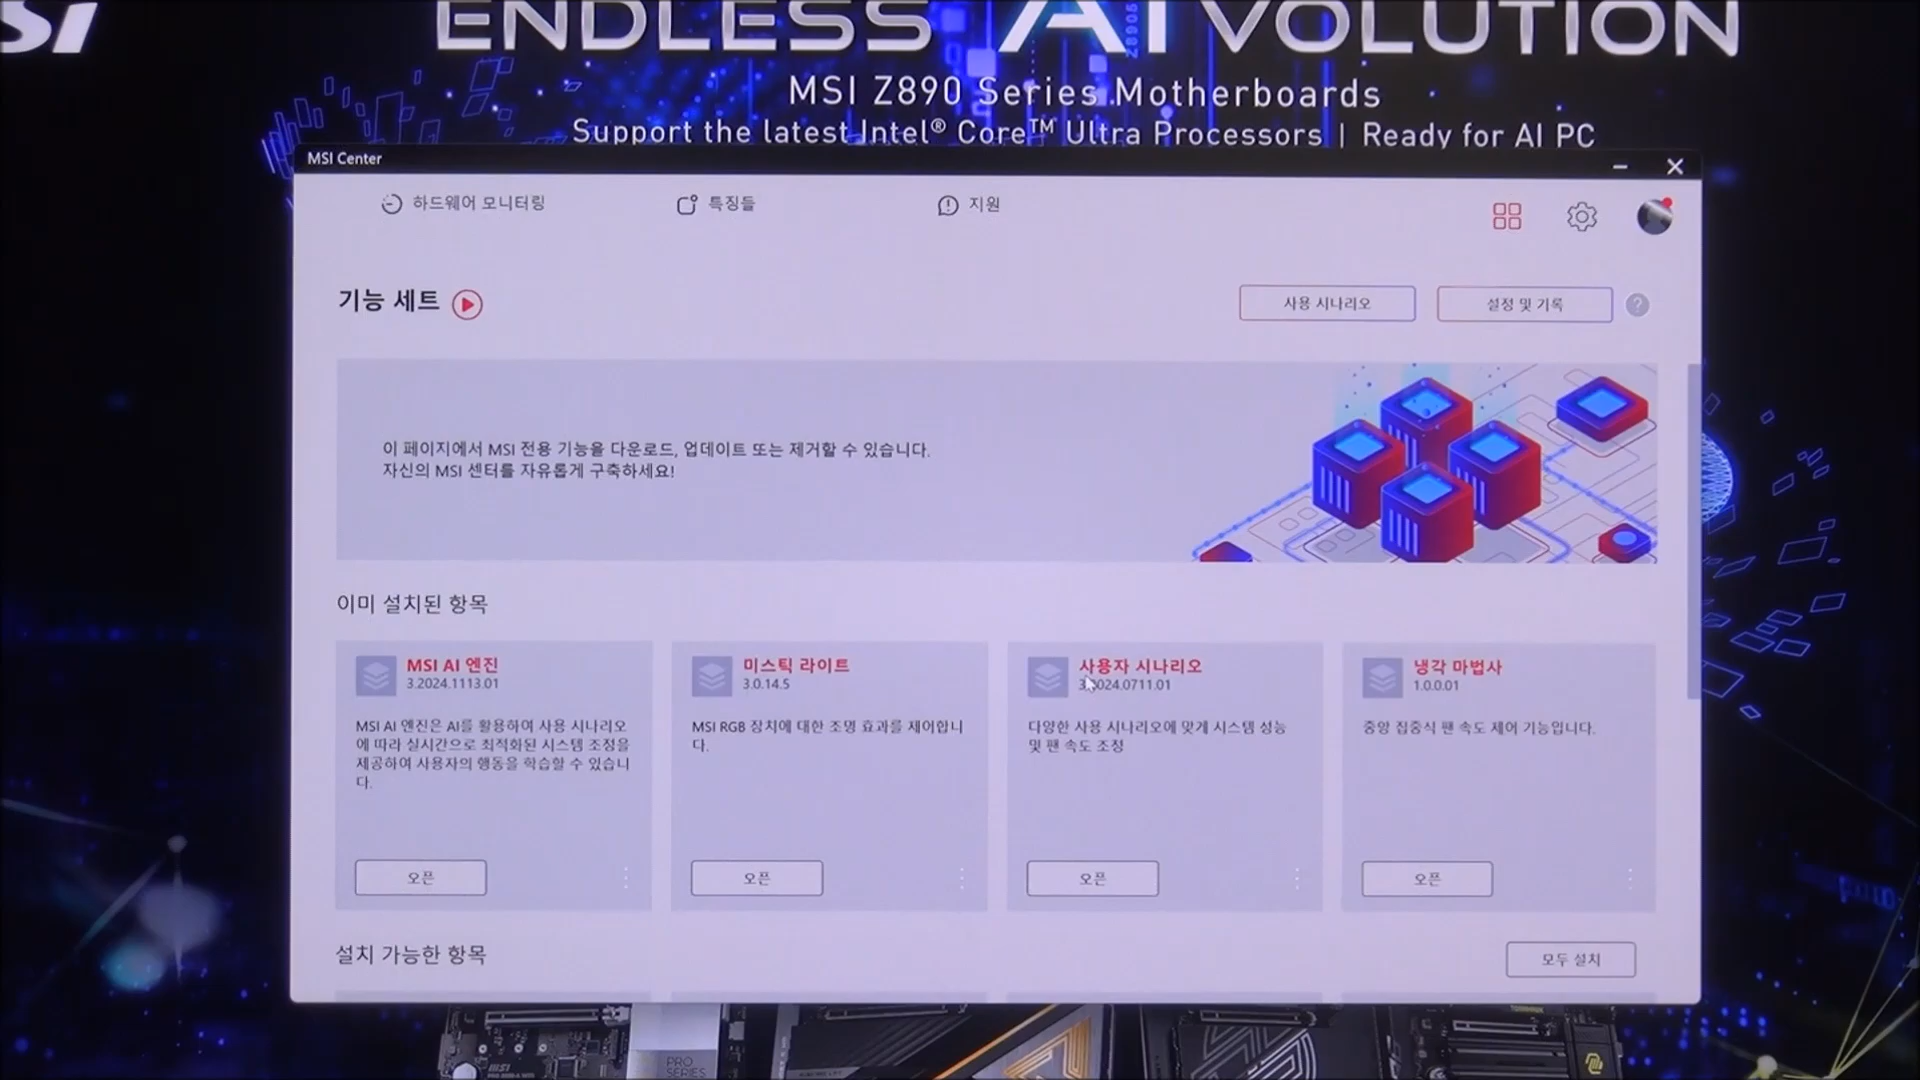 ENDLESS AIVOLUTION
MSI Z890 Series Motherboards
Support the latest Intel® Core™ Ultra Processors | Ready for AI PC
MSI Center
하드웨어 모니터링
특징들
지원
기능 세트
사용 시나리오
설정 및 기록
?
이 페이지에서 MSI 전용 기능을 다운로드, 업데이트 또는 제거할 수 있습니다.
자신의 MSI 센터를 자유롭게 구축하세요!
이미 설치된 항목
MSI AI 엔진
3.2024.1113.01
MSI AI 엔진은 AI를 활용하여 사용 시나리오
에 따라 실시간으로 최적화된 시스템 조정을
제공하여 사용자의 행동을 학습할 수 있습니
다.
오픈
미스틱 라이트
3.0.14.5
MSI RGB 장치에 대한 조명 효과를 제어합니
다.
오픈
사용자 시나리오
다양한 사용 시나리오에 맞게 시스템 성능
및 팬 속도 조정
오픈
냉각 마법사
1.0.0.01
중앙 집중식 팬 속도 제어 기능입니다.
오픈
설치 가능한 항목
모두 설치
PRO
SERIES